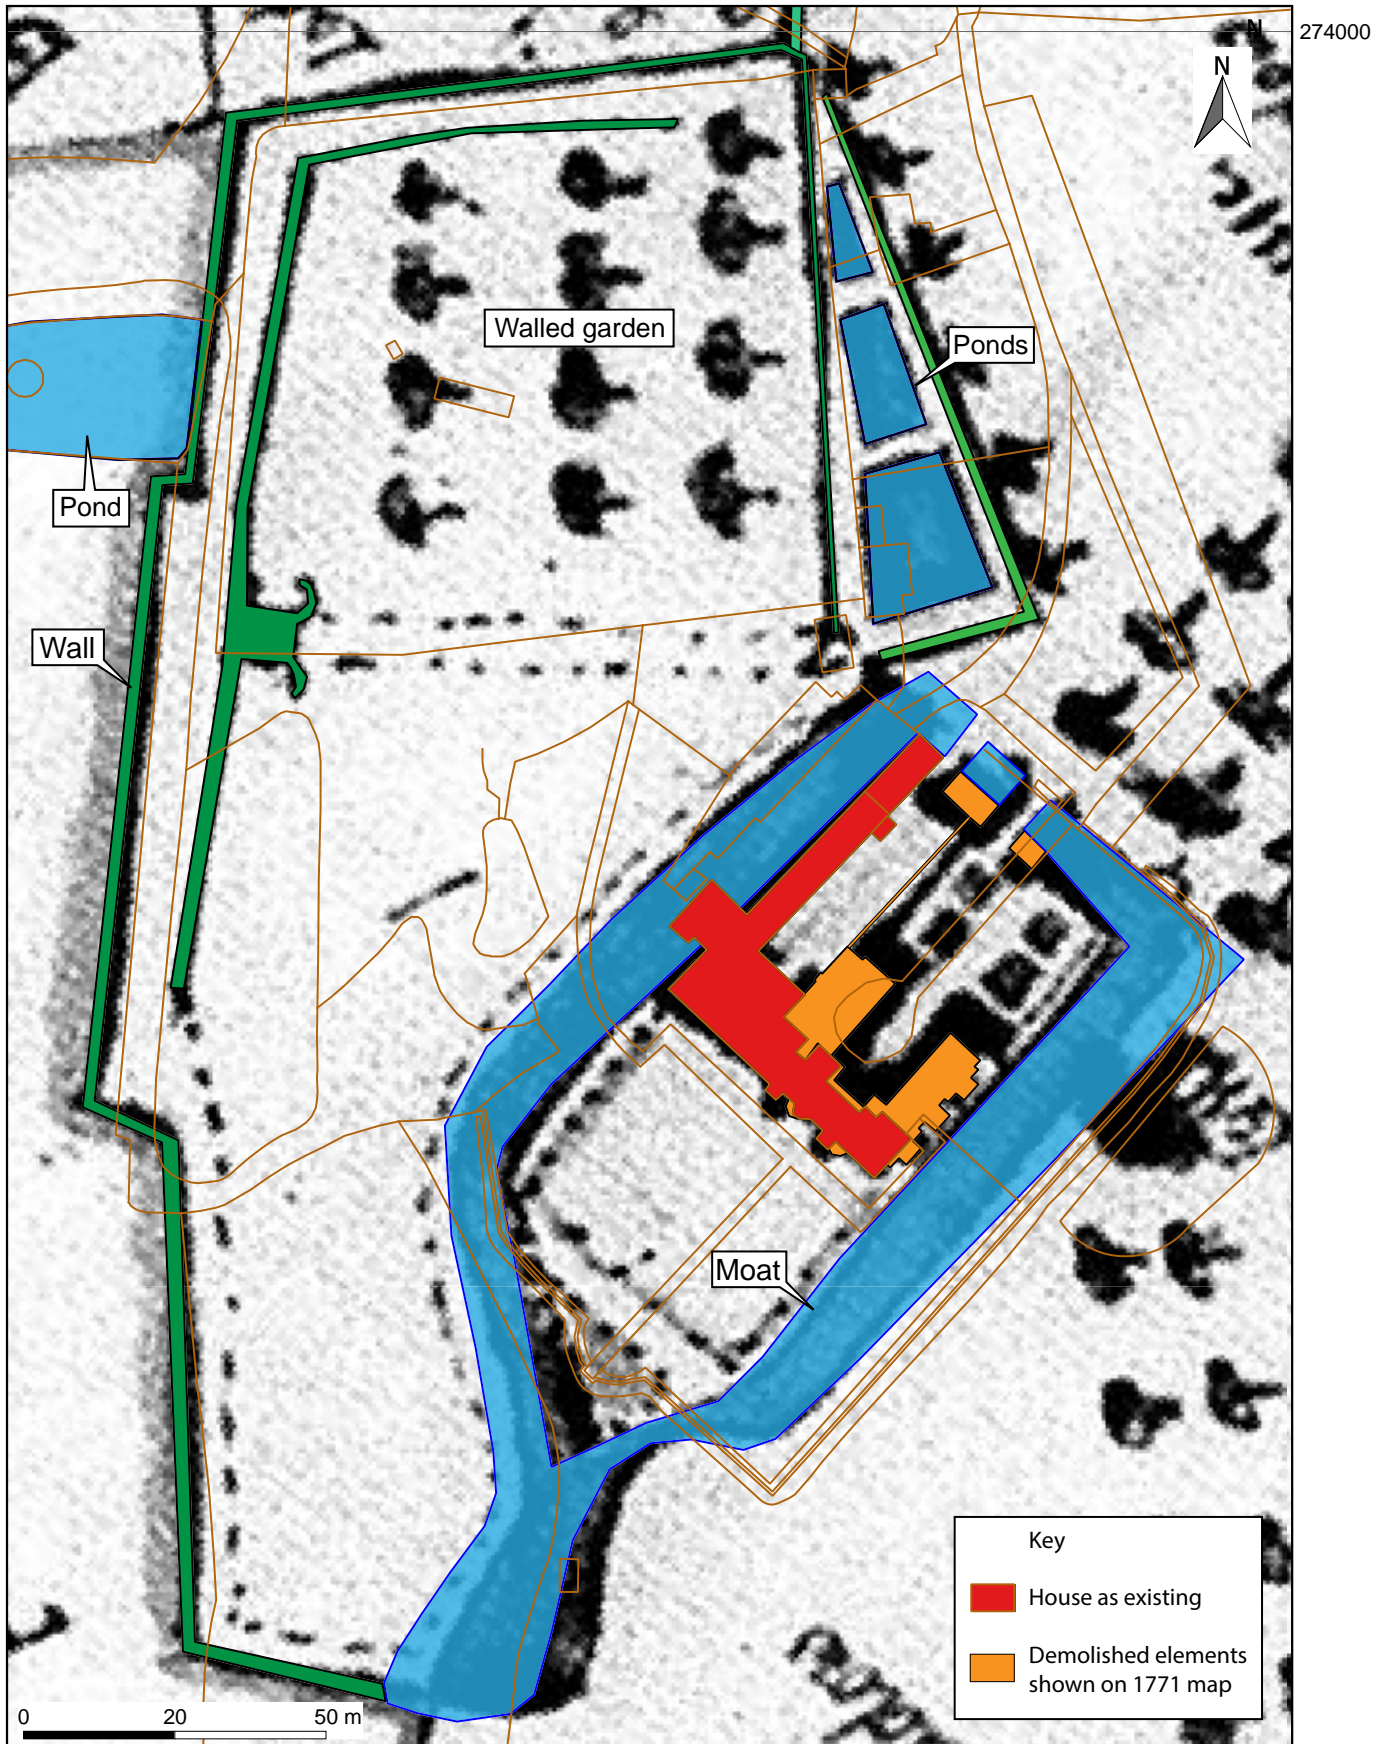 274000
N
N
Walled garden
Ponds
Pond
Wall
Moat
Key
House as existing
Demolished elements
shown on 1771 map
0 20 50 m